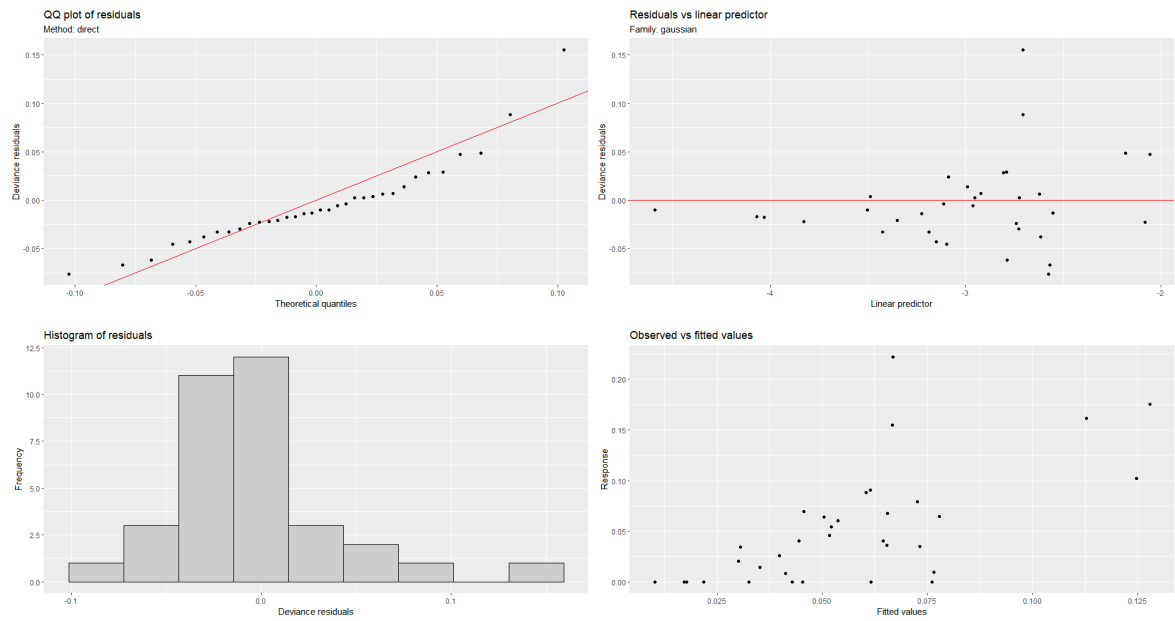 QQ plot of residuals
Method: direct
0.15
0.10
0.05
0.00
-0.05
Deviance residuals
-0.10
-0.05
0.00
0.05
0.10
Theoretical quantiles
Residuals vs linear predictor
Family: gaussian
0.15
0.10
0.05
0.00
-0.05
Deviance residuals
-4
-3
-2
Linear predictor
Histogram of residuals
12.5
10.0
7.5
5.0
2.5
0.0
Frequency
-0.1
0.0
0.1
Deviance residuals
Observed vs fitted values
0.20
0.15
0.10
0.05
0.00
Response
0.025
0.050
0.075
0.100
0.125
Fitted values